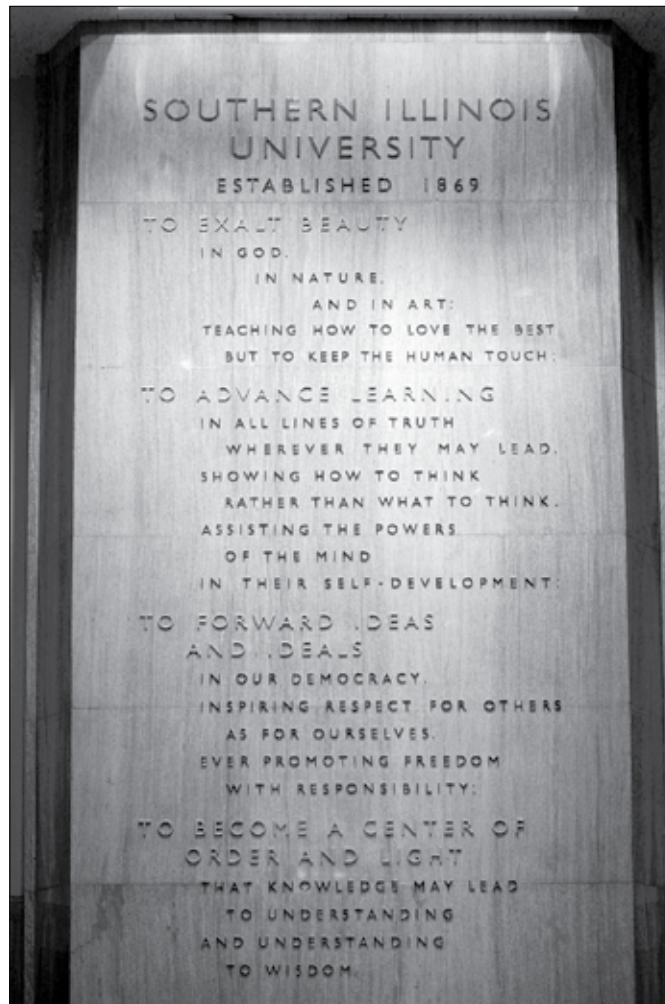 SOUTHERN ILLINOIS
UNIVERSITY
ESTABLISHED 1869
TO EXALT BEAUTY
IN GOD,
IN NATURE,
AND IN ART;
TEACHING HOW TO LOVE THE BEST
BUT TO KEEP THE HUMAN TOUCH;
TO ADVANCE LEARNING
IN ALL LINES OF TRUTH
WHEREVER THEY MAY LEAD,
SHOWING HOW TO THINK
RATHER THAN WHAT TO THINK,
ASSISTING THE POWERS
OF THE MIND
IN THEIR SELF-DEVELOPMENT;
TO FORWARD IDEAS
AND IDEALS
IN OUR DEMOCRACY,
INSPIRING RESPECT FOR OTHERS
AS FOR OURSELVES,
EVER PROMOTING FREEDOM
WITH RESPONSIBILITY;
TO BECOME A CENTER OF
ORDER AND LIGHT
THAT KNOWLEDGE MAY LEAD
TO UNDERSTANDING
AND UNDERSTANDING
TO WISDOM.